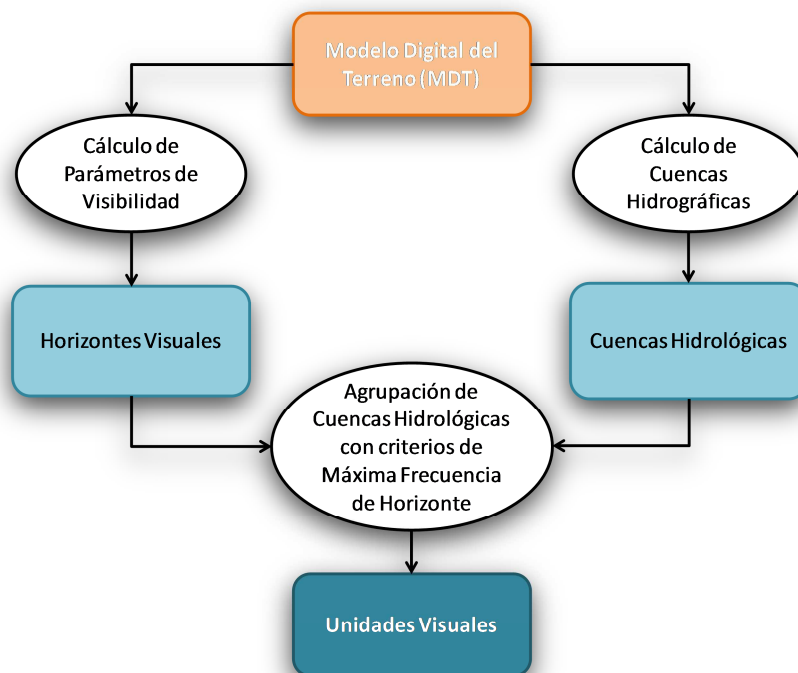 Modelo Digital del
Terreno (MDT)
Cálculo de
Parámetros de
Visibilidad
Cálculo de
Cuencas
Hidrográficas
Horizontes Visuales
Cuencas Hidrológicas
Agrupación de
Cuencas Hidrológicas
con criterios de
Máxima Frecuencia
de Horizonte
Unidades Visuales